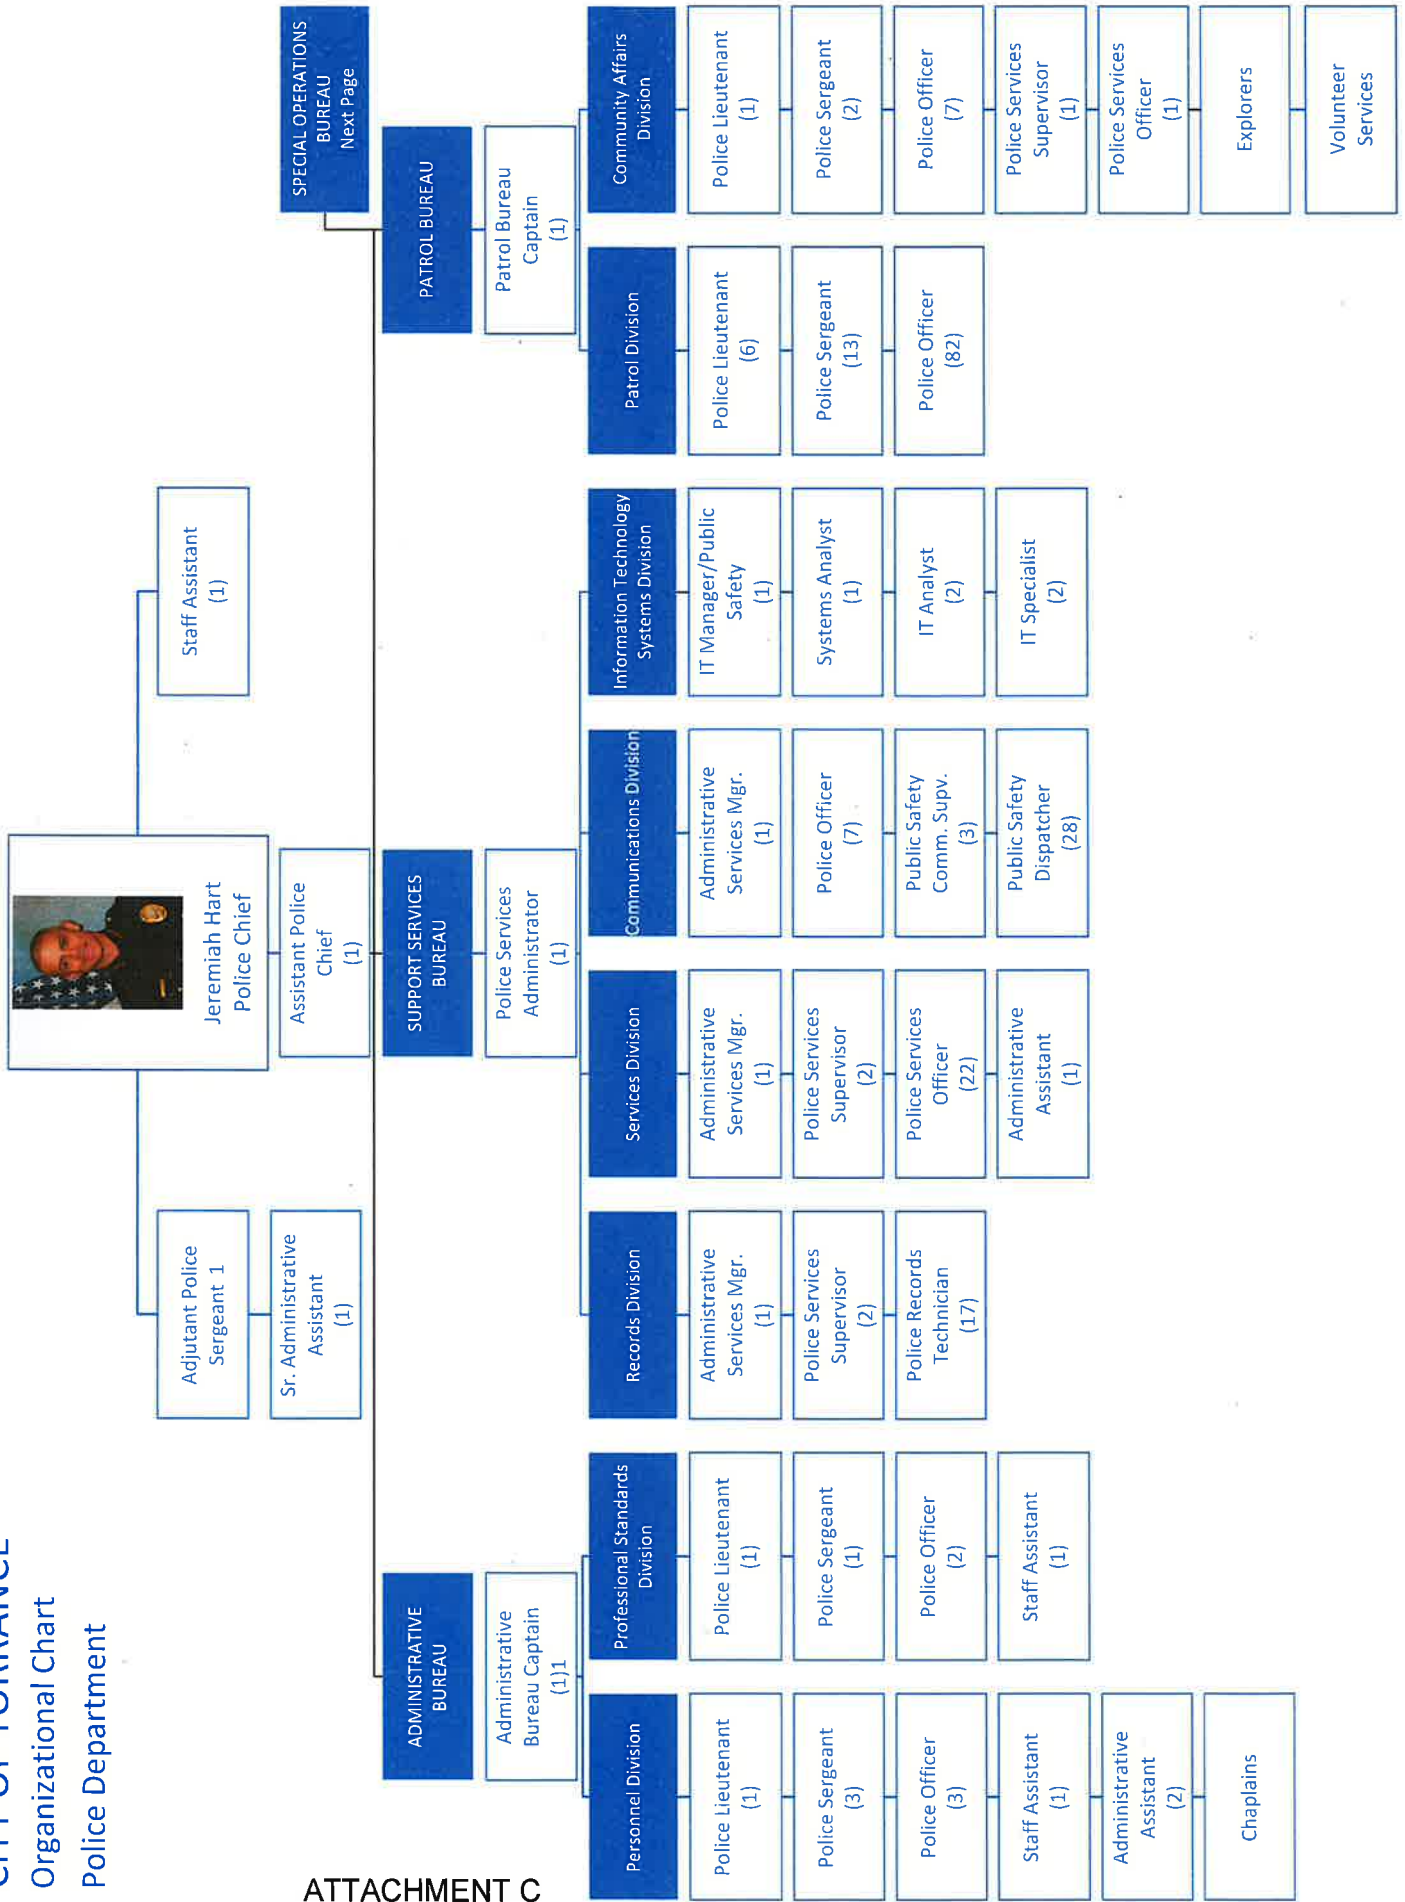 CITY OF TORRANCE
Organizational Chart
Police Department
Jeremiah Hart
Police Chief
Adjutant Police
Sergeant 1
Sr. Administrative
Assistant
(1)
Staff Assistant
(1)
Assistant Police
Chief
(1)
SPECIAL OPERATIONS
BUREAU
Next Page
ADMINISTRATIVE
BUREAU
Administrative
Bureau Captain
(1)1
Personnel Division
Police Lieutenant
(1)
Police Sergeant
(3)
Police Officer
(3)
Staff Assistant
(1)
Administrative
Assistant
(2)
Chaplains
Professional Standards
Division
Police Lieutenant
(1)
Police Sergeant
(1)
Police Officer
(2)
Staff Assistant
(1)
SUPPORT SERVICES
BUREAU
Police Services
Administrator
(1)
Records Division
Administrative
Services Mgr.
(1)
Police Services
Supervisor
(2)
Police Records
Technician
(17)
Services Division
Administrative
Services Mgr.
(1)
Police Services
Supervisor
(2)
Police Services
Officer
(22)
Administrative
Assistant
(1)
Communications Division
Administrative
Services Mgr.
(1)
Police Officer
(7)
Public Safety
Comm. Supv.
(3)
Public Safety
Dispatcher
(28)
Information Technology
Systems Division
IT Manager/Public
Safety
(1)
Systems Analyst
(1)
IT Analyst
(2)
IT Specialist
(2)
PATROL BUREAU
Patrol Bureau
Captain
(1)
Patrol Division
Police Lieutenant
(6)
Police Sergeant
(13)
Police Officer
(82)
Community Affairs
Division
Police Lieutenant
(1)
Police Sergeant
(2)
Police Officer
(7)
Police Services
Supervisor
(1)
Police Services
Officer
(1)
Explorers
Volunteer
Services
ATTACHMENT C